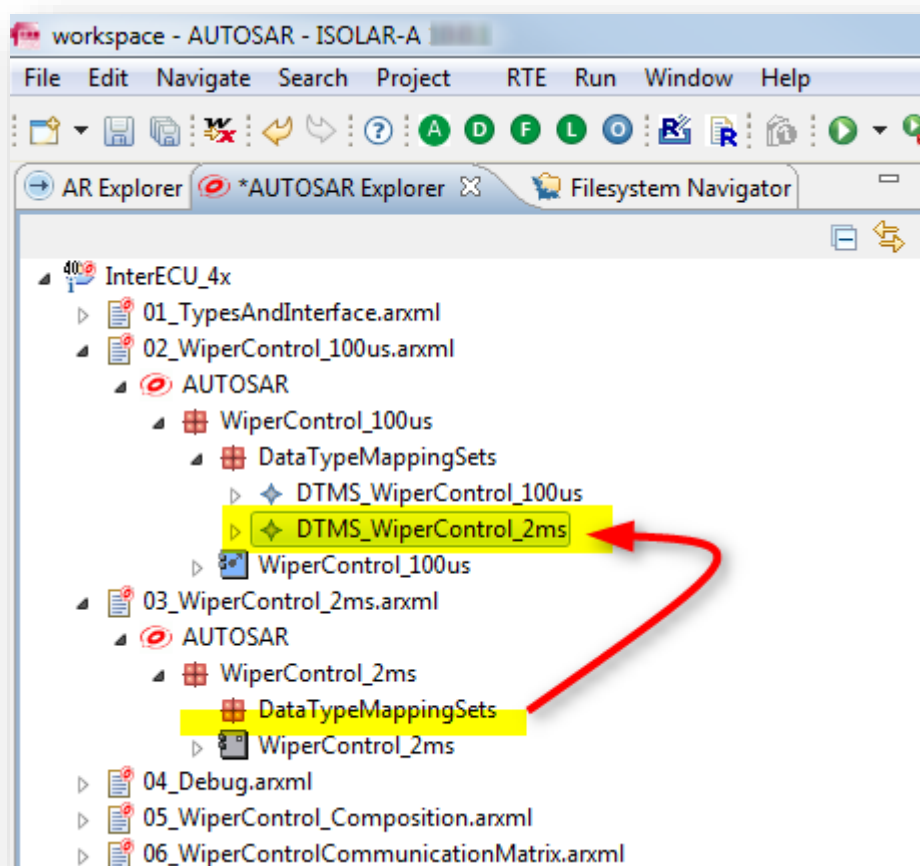 workspace - AUTOSAR - ISOLAR-A
File Edit Navigate Search Project RTE Run Window Help
AR Explorer *AUTOSAR Explorer Filesystem Navigator
InterECU_4x
01_TypesAndInterface.arxml
02_WiperControl_100us.arxml
AUTOSAR
WiperControl_100us
DataTypeMappingSets
DTMS_WiperControl_100us
DTMS_WiperControl_2ms
WiperControl_100us
03_WiperControl_2ms.arxml
AUTOSAR
WiperControl_2ms
DataTypeMappingSets
WiperControl_2ms
04_Debug.arxml
05_WiperControl_Composition.arxml
06_WiperControlCommunicationMatrix.arxml